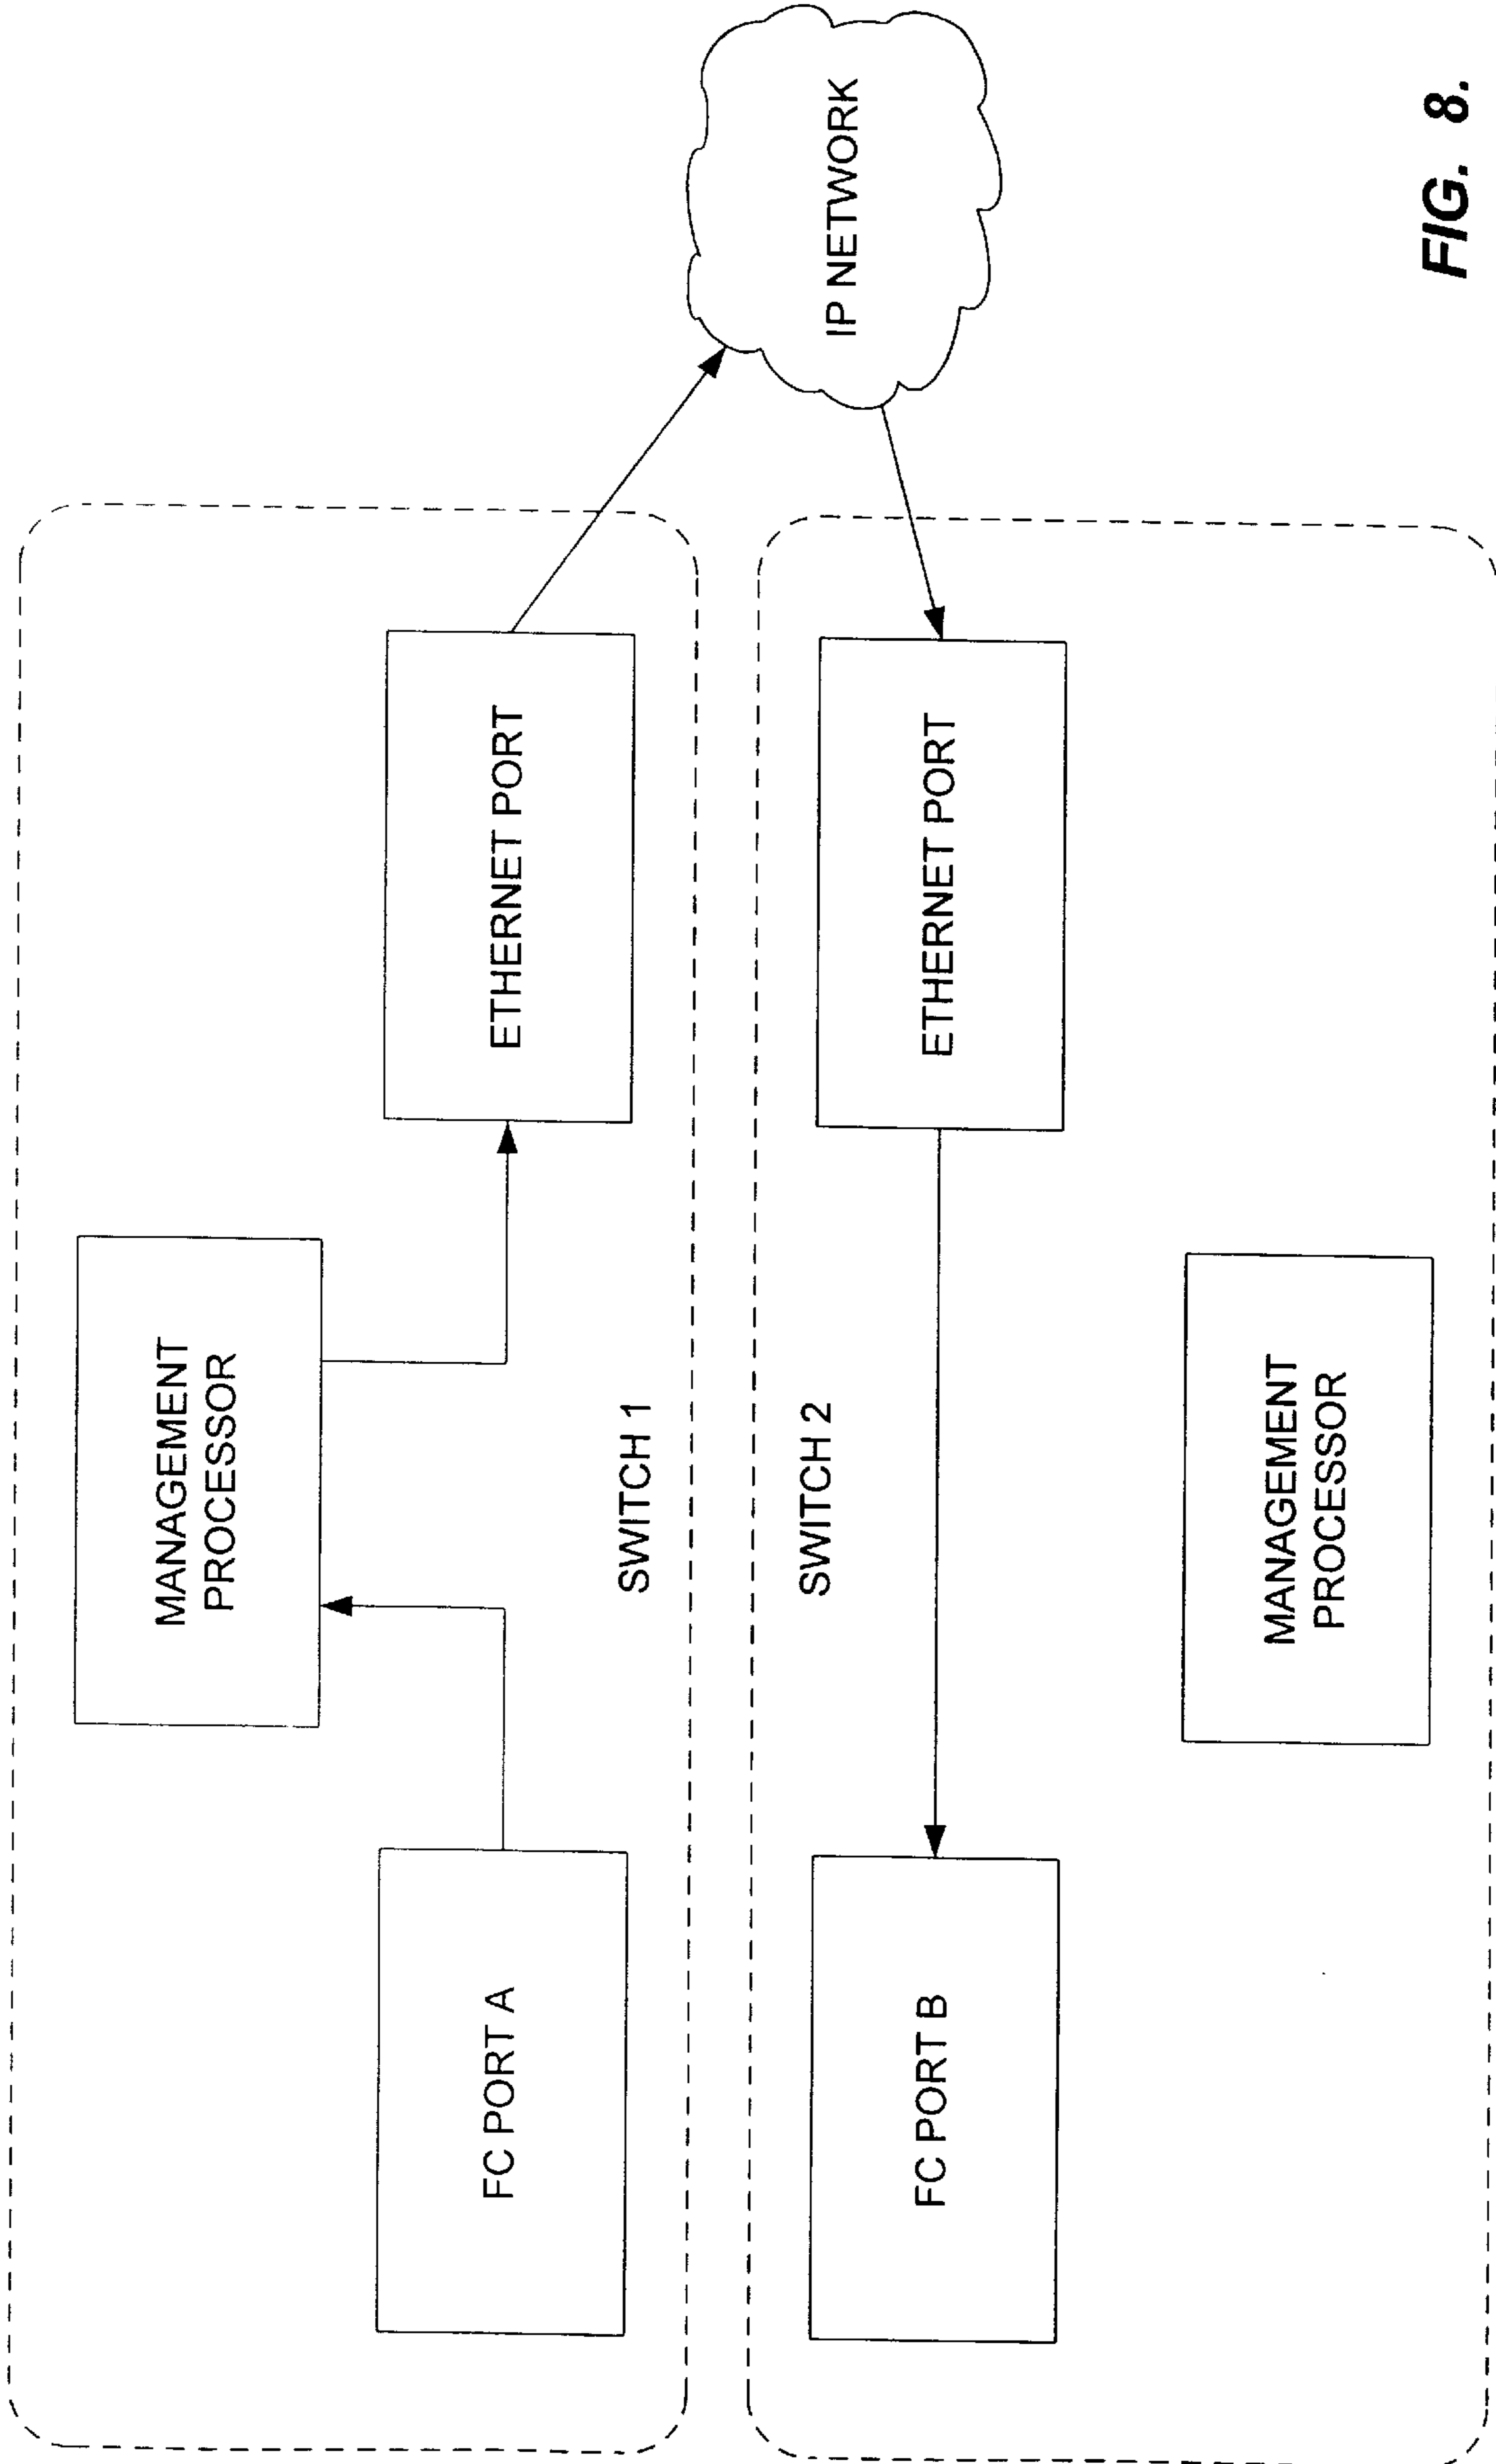 MANAGEMENT
PROCESSOR
FC PORT A
ETHERNET PORT
SWITCH 1
IP NETWORK
SWITCH 2
FC PORT B
ETHERNET PORT
MANAGEMENT
PROCESSOR
FIG. 8.